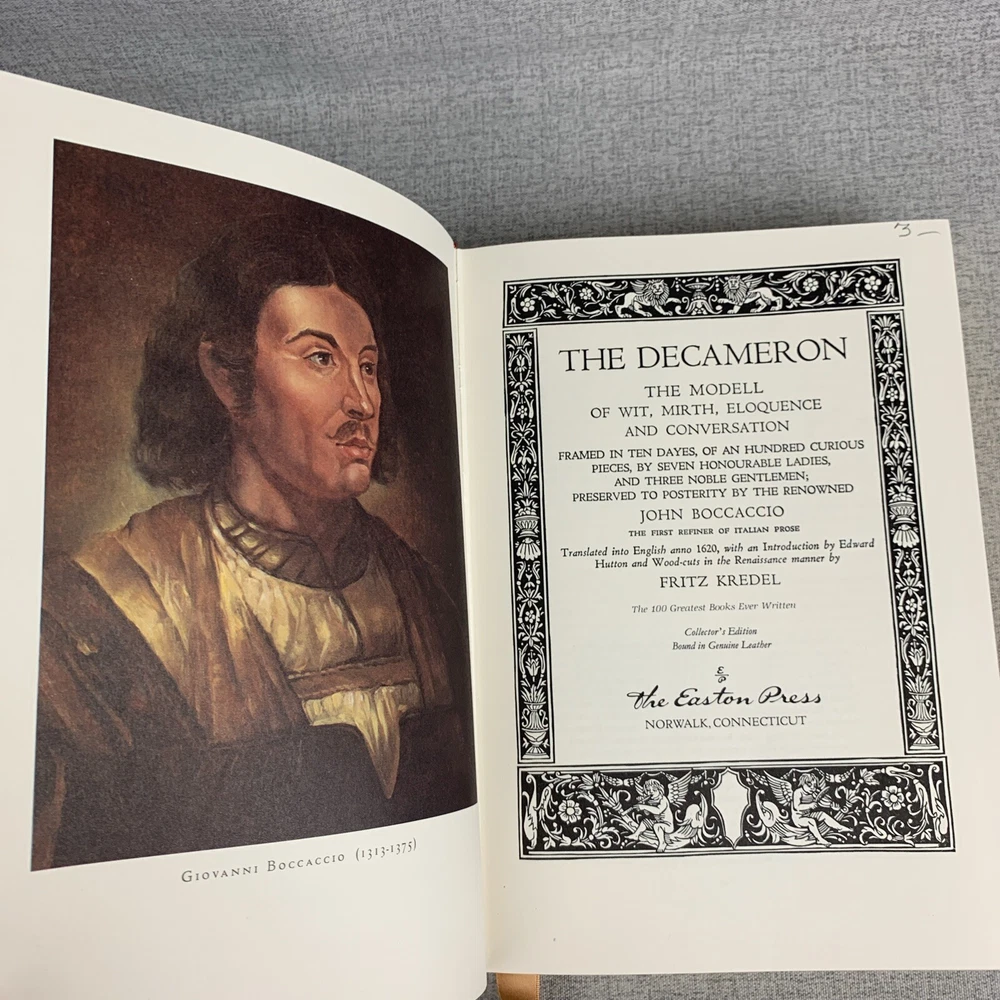 GIOVANNI BOCCACCIO (1313-1375)
3 —
THE DECAMERON
THE MODELL
OF WIT, MIRTH, ELOQUENCE
AND CONVERSATION
FRAMED IN TEN DAYES, OF AN HUNDRED CURIOUS
PIECES, BY SEVEN HONOURABLE LADIES,
AND THREE NOBLE GENTLEMEN;
PRESERVED TO POSTERITY BY THE RENOWNED
JOHN BOCCACCIO
THE FIRST REFINER OF ITALIAN PROSE
Translated into English anno 1620, with an Introduction by Edward
Hutton and Wood-cuts in the Renaissance manner by
FRITZ KREDEL
The 100 Greatest Books Ever Written
Collector's Edition
Bound in Genuine Leather
E/P
The Easton Press
NORWALK, CONNECTICUT